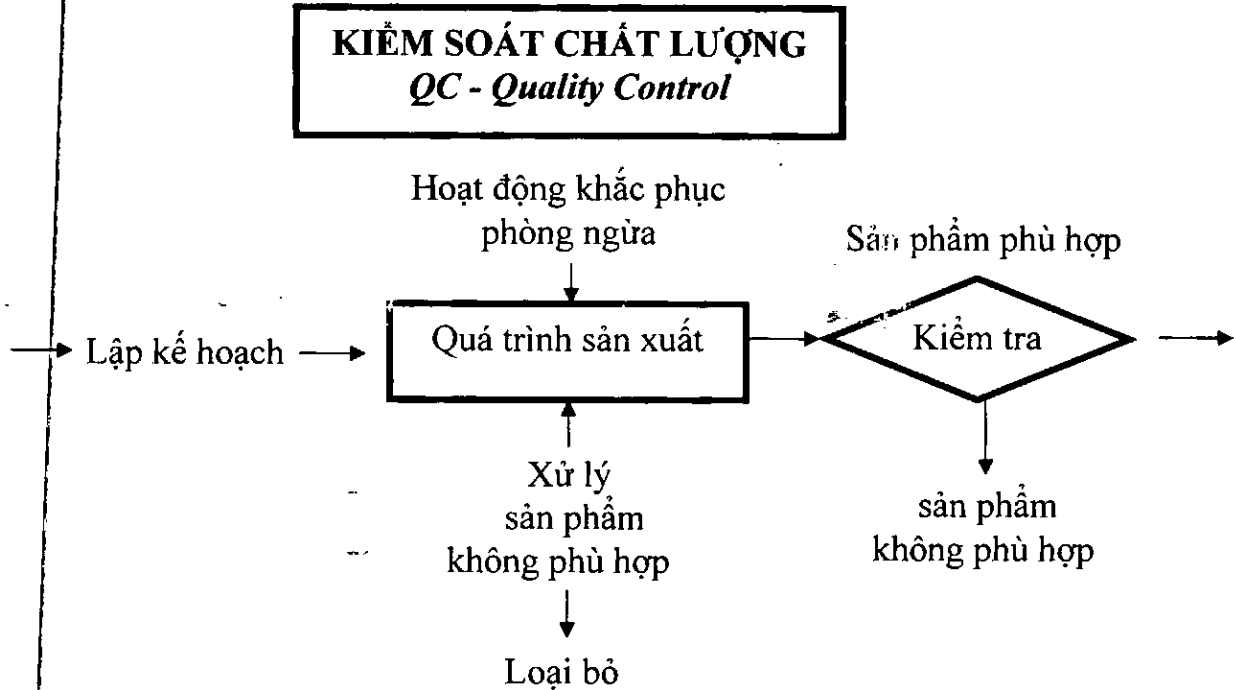 KIỂM SOÁT CHẤT LƯỢNG
QC - Quality Control
Hoạt động khắc phục
phòng ngừa
Sản phẩm phù hợp
Lập kế hoạch
Quá trình sản xuất
Kiểm tra
Xử lý
sản phẩm
không phù hợp
sản phẩm
không phù hợp
Loại bỏ